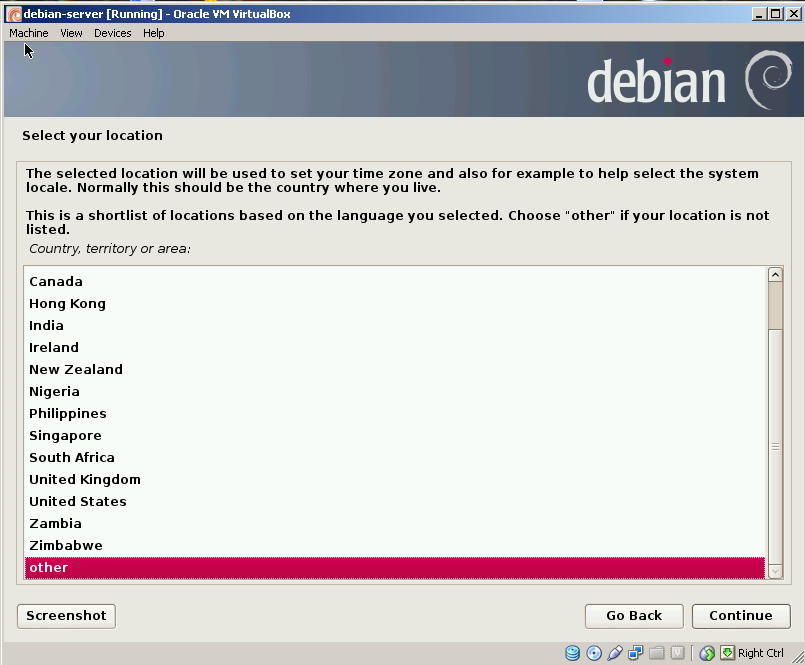 debian-server [Running] - Oracle VM VirtualBox
Machine View Devices Help
debian
Select your location
The selected location will be used to set your time zone and also for example to help select the system
locale. Normally this should be the country where you live.
This is a shortlist of locations based on the language you selected. Choose "other" if your location is not
listed.
Country, territory or area:
Canada
Hong Kong
India
Ireland
New Zealand
Nigeria
Philippines
Singapore
South Africa
United Kingdom
United States
Zambia
Zimbabwe
other
Screenshot Go Back Continue
Right Ctrl